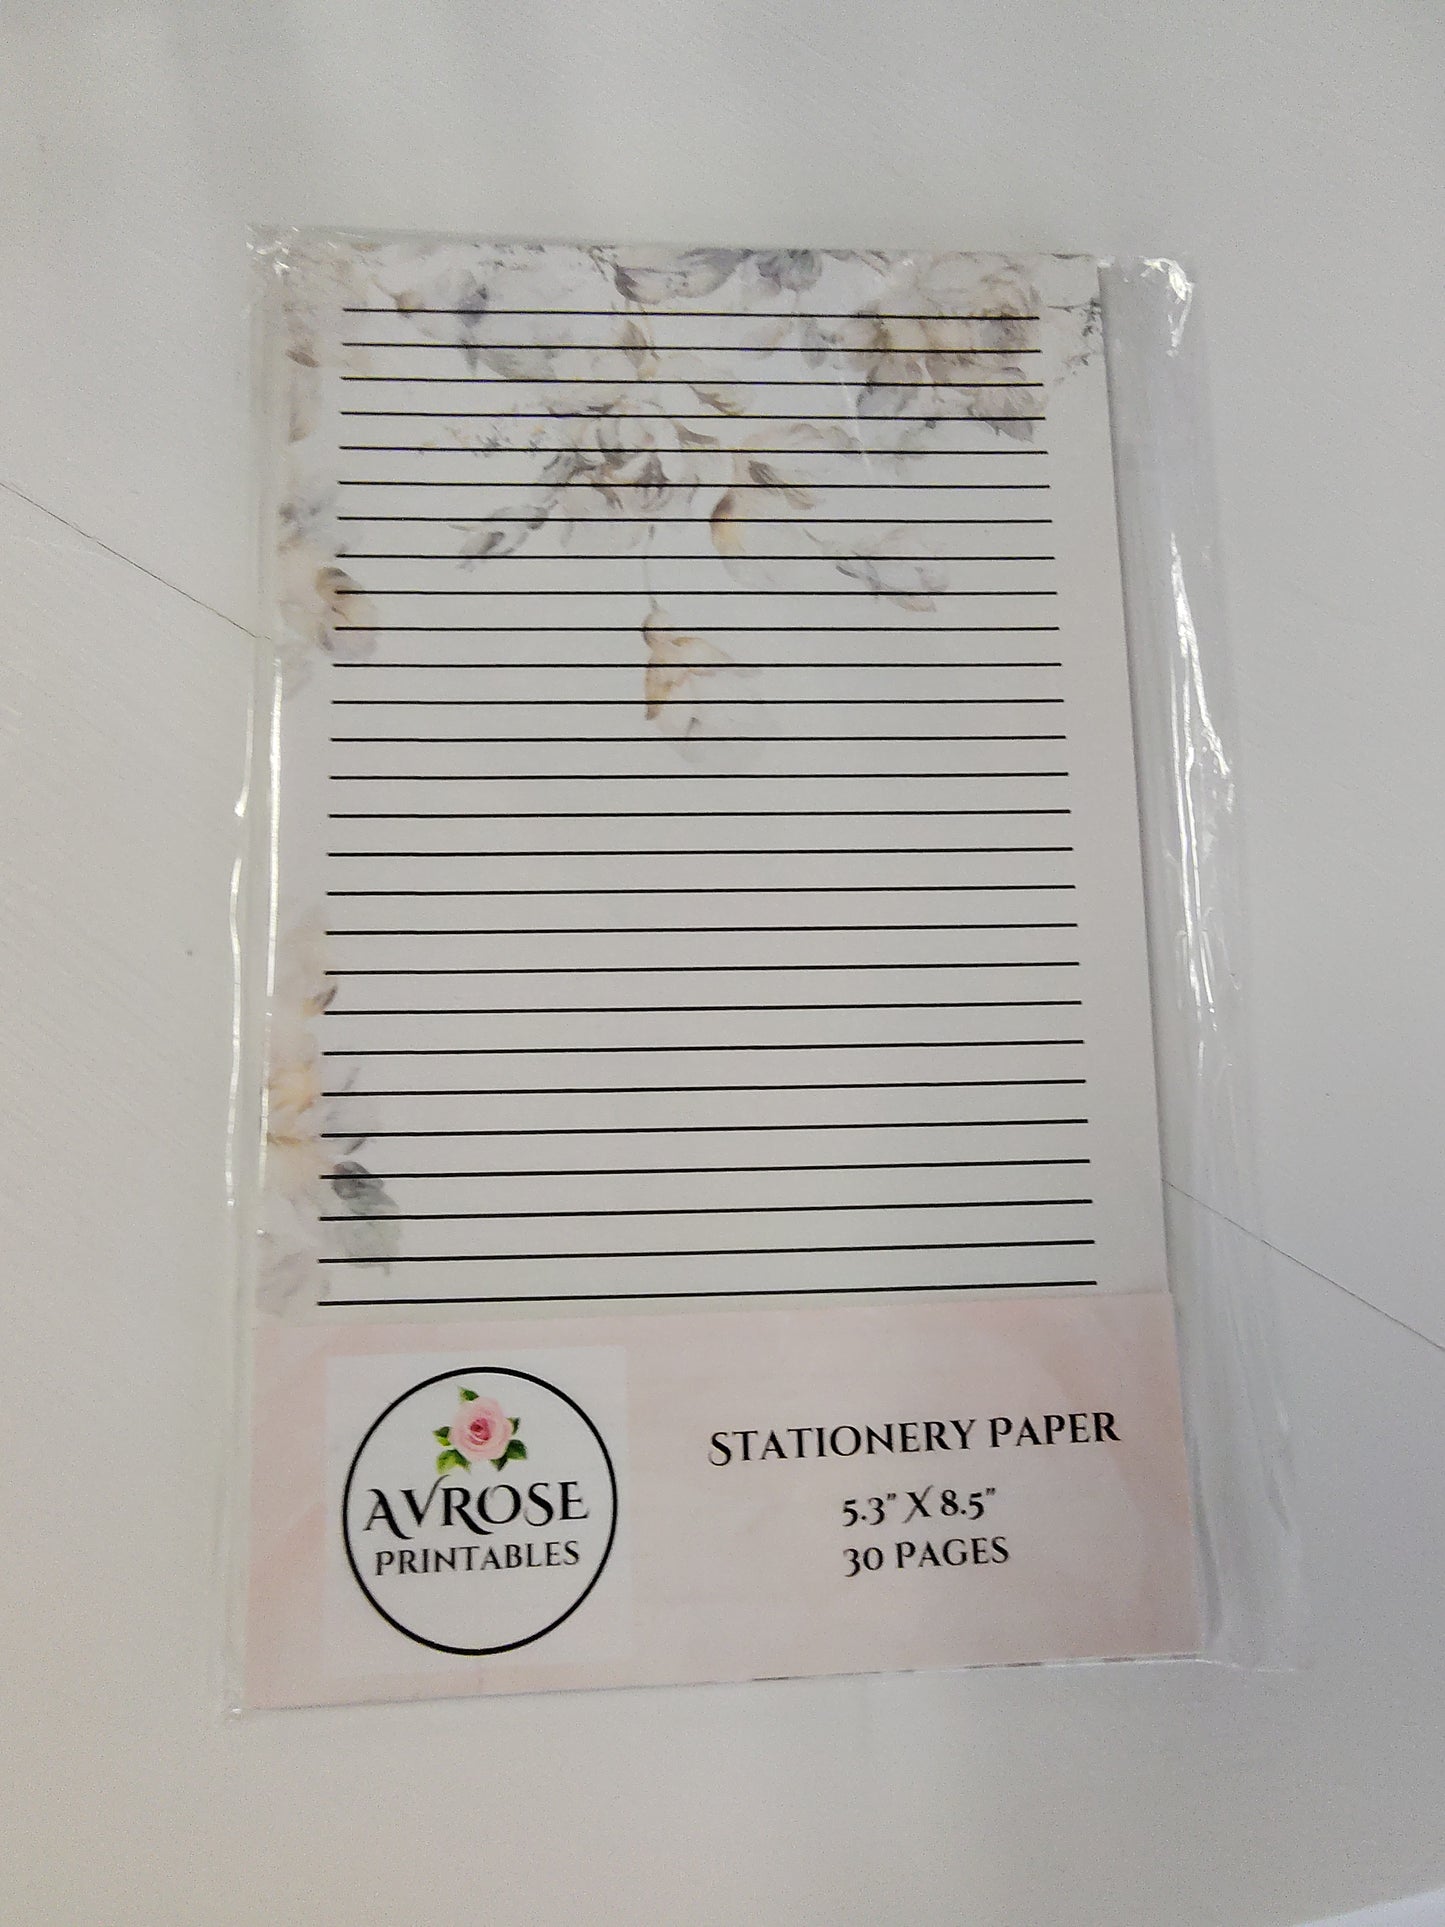 AVROSE
PRINTABLES
STATIONERY PAPER
5.3" X 8.5"
30 PAGES